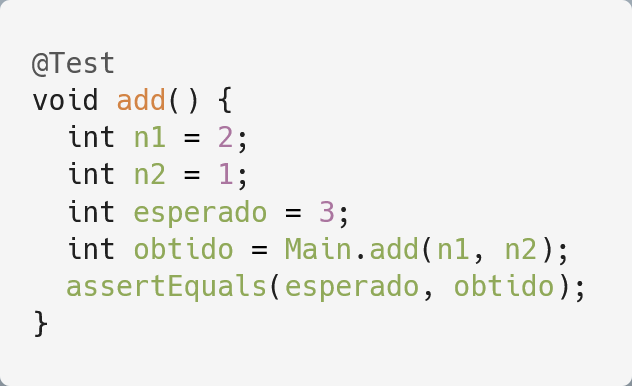 @Test
void add() {
  int n1 = 2;
  int n2 = 1;
  int esperado = 3;
  int obtido = Main.add(n1, n2);
  assertEquals(esperado, obtido);
}